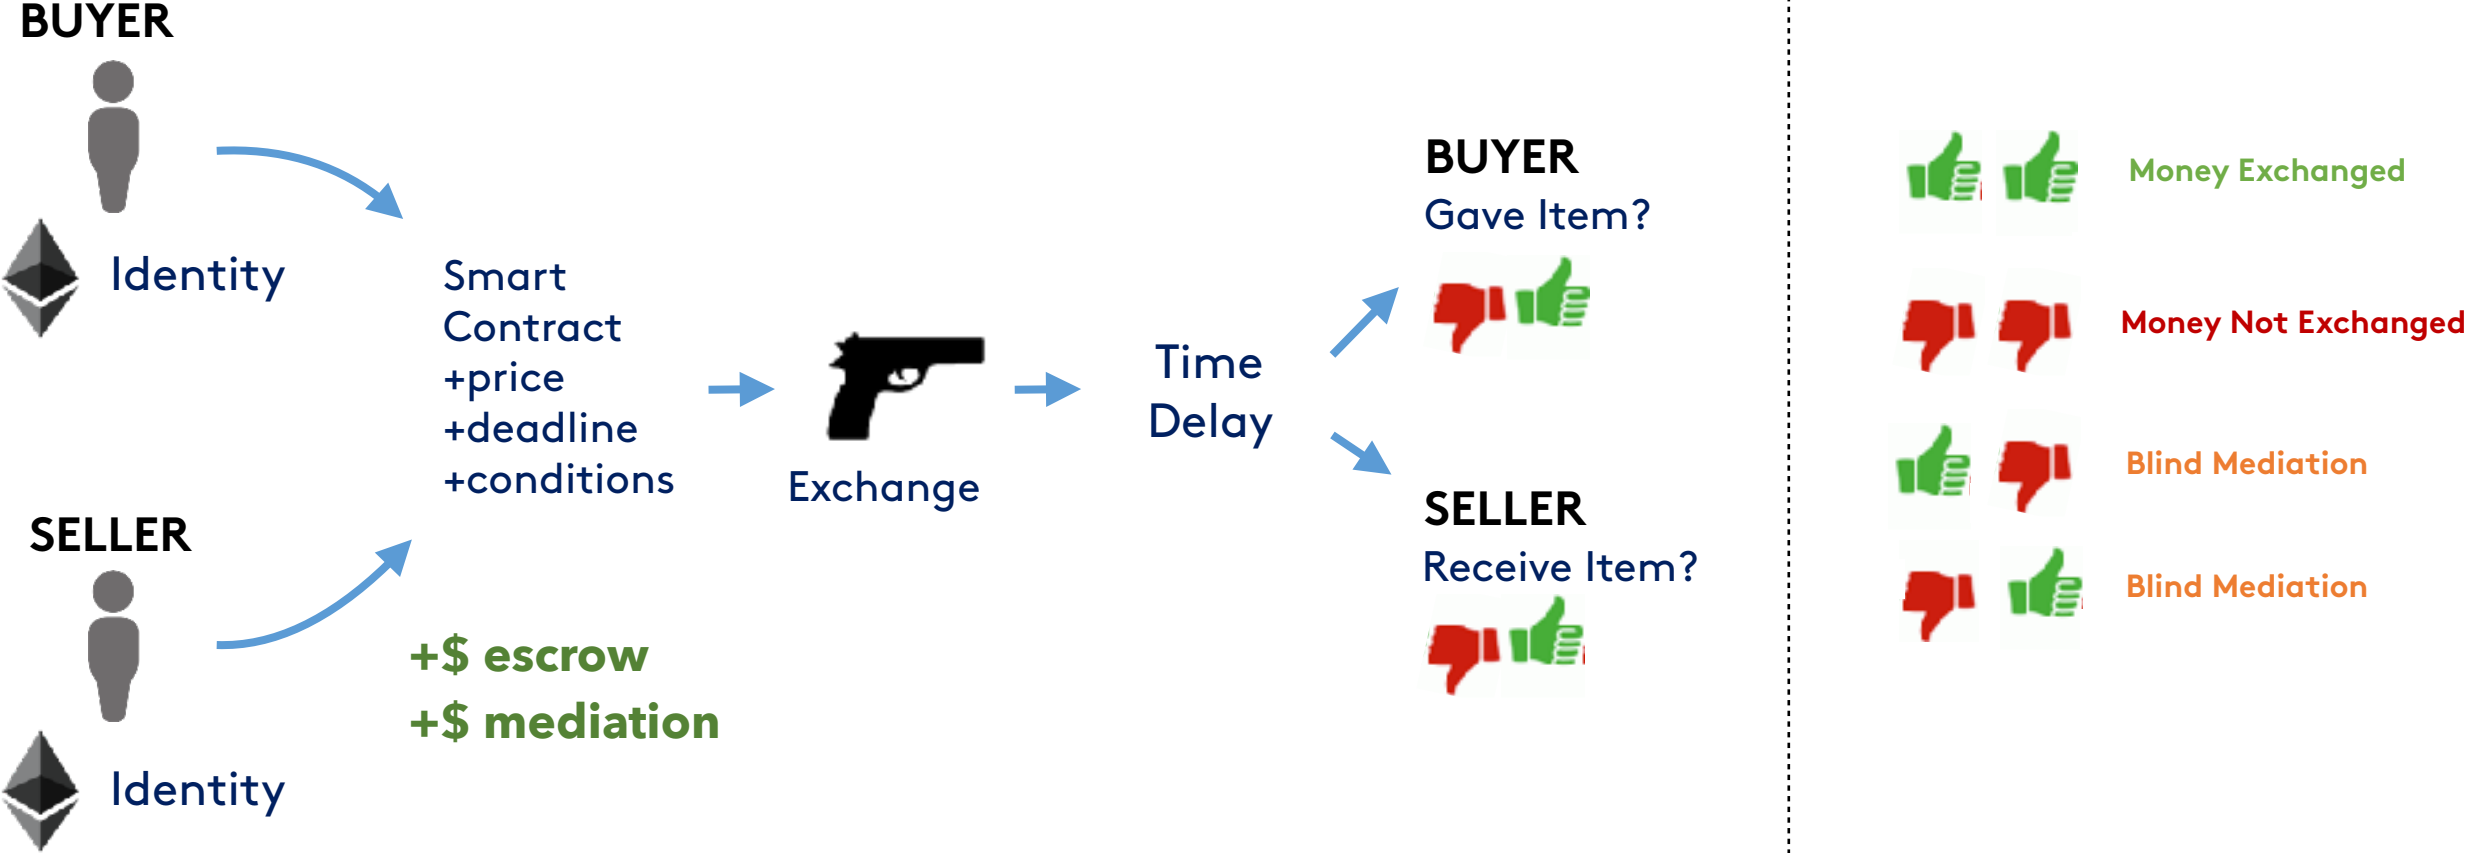 BUYER
Identity
SELLER
Identity
Smart
Contract
+price
+deadline
+conditions
+$ escrow
+$ mediation
Exchange
Time
Delay
BUYER
Gave Item?
SELLER
Receive Item?
Money Exchanged
Money Not Exchanged
Blind Mediation
Blind Mediation